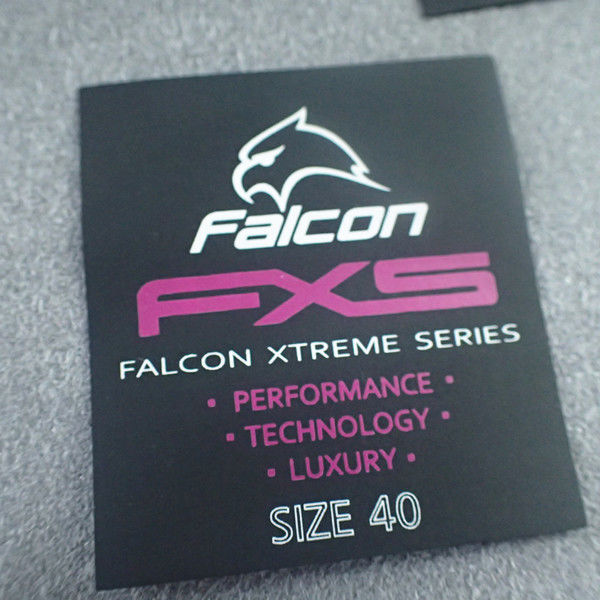 Falcon
FXS
FALCON XTREME SERIES
• PERFORMANCE •
• TECHNOLOGY •
• LUXURY •
SIZE 40